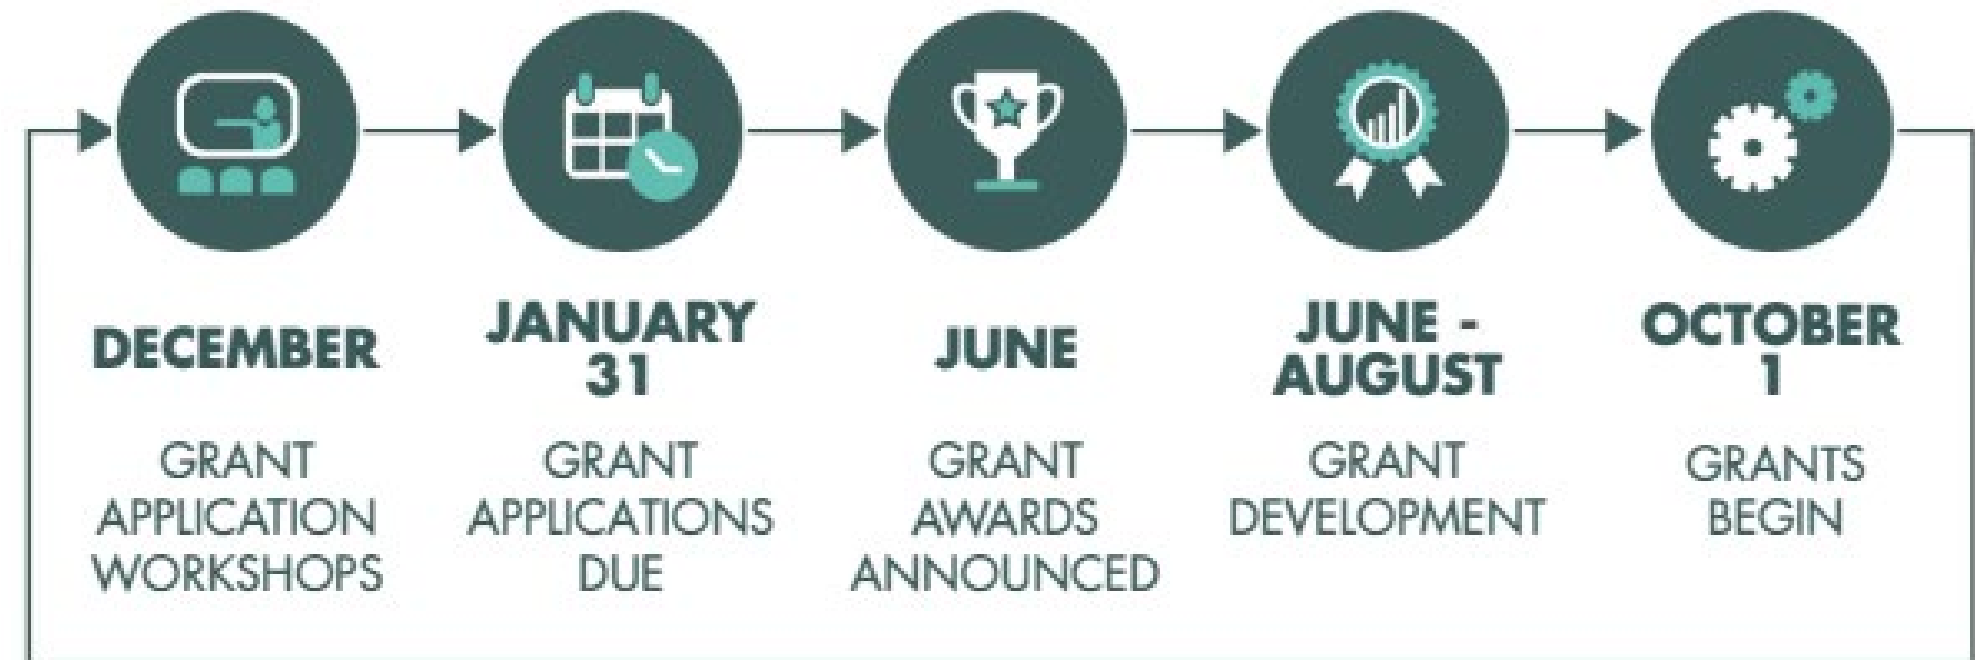 DECEMBER
GRANT
APPLICATION
WORKSHOPS
JANUARY
31
GRANT
APPLICATIONS
DUE
JUNE
GRANT
AWARDS
ANNOUNCED
JUNE -
AUGUST
GRANT
DEVELOPMENT
OCTOBER
1
GRANTS
BEGIN